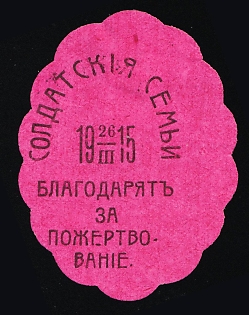 СОЛДАТСКІЯ СЕМЬИ
19 26/III 15
БЛАГОДАРЯТЪ
ЗА
ПОЖЕРТВО-
ВАНІЕ.